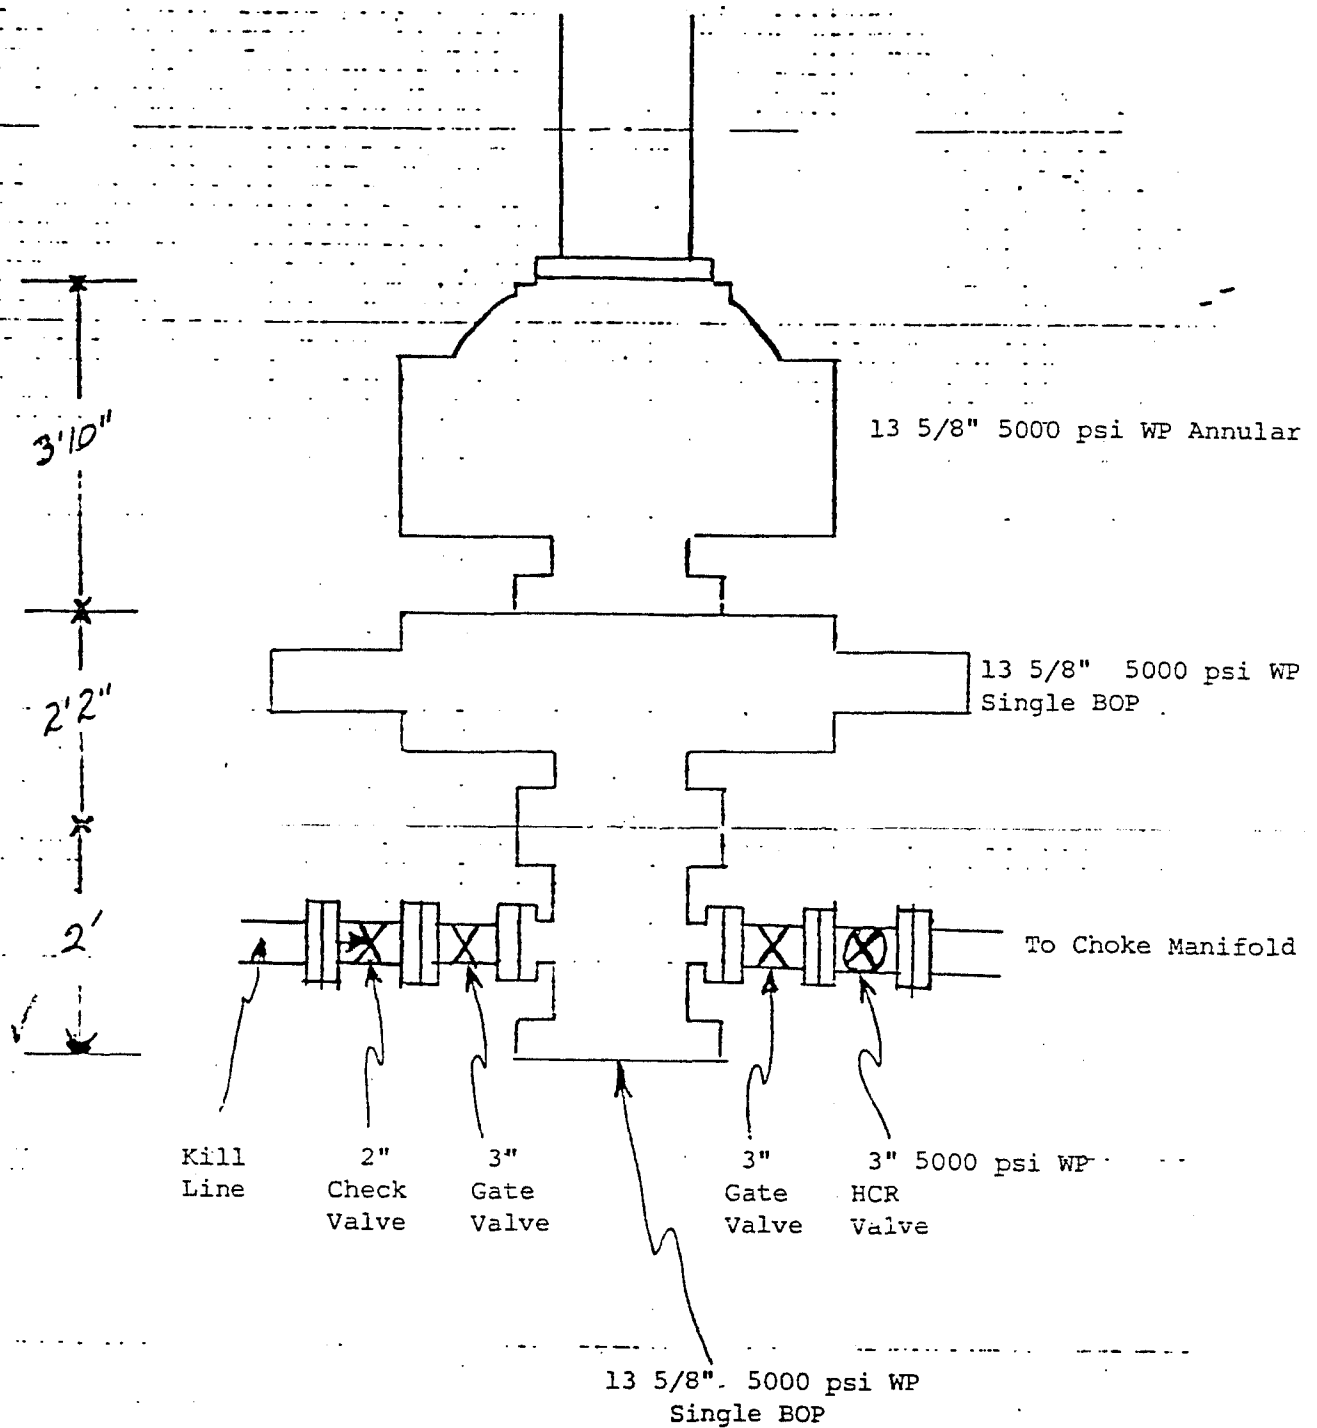 3'10"
13 5/8" 5000 psi WP Annular
2'2"
13 5/8" 5000 psi WP
Single BOP
2'
To Choke Manifold
Kill
Line
2"
Check
Valve
3"
Gate
Valve
3"
Gate
Valve
3" 5000 psi WP
HCR
Valve
13 5/8" 5000 psi WP
Single BOP